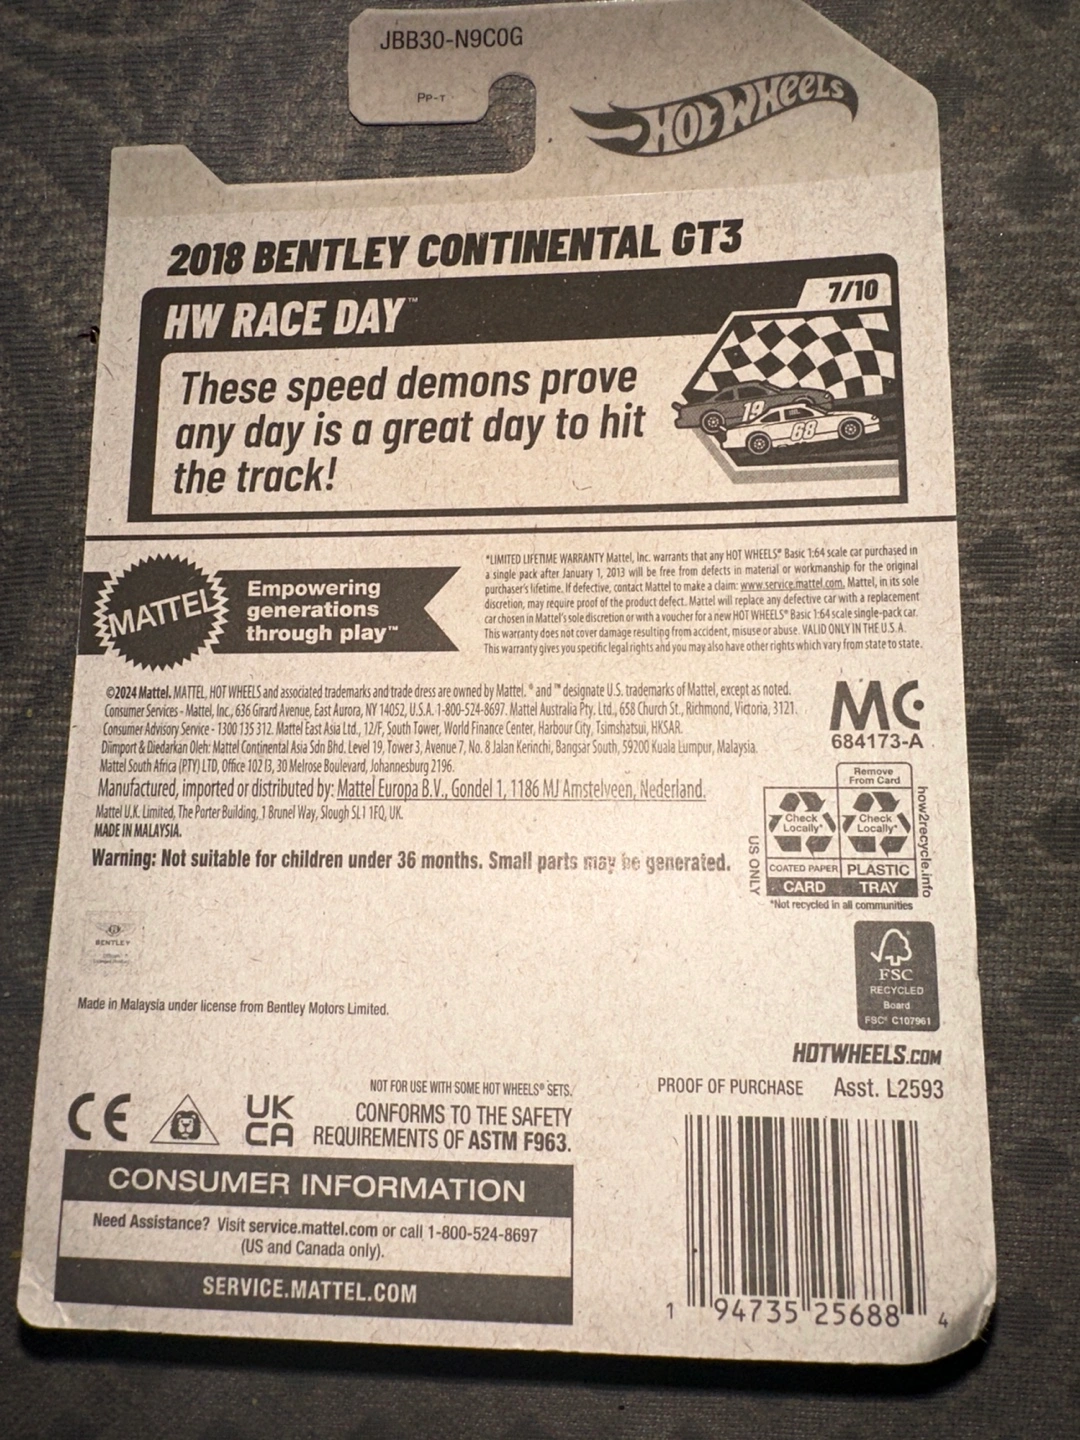 JBB30-N9C0G
PP-T
HOT WHEELS
2018 BENTLEY CONTINENTAL GT3
HW RACE DAY™
7/10
These speed demons prove
any day is a great day to hit
the track!
19
68
MATTEL
Empowering
generations
through play™
*LIMITED LIFETIME WARRANTY Mattel, Inc. warrants that any HOT WHEELS® Basic 1:64 scale car purchased in
a single pack after January 1, 2013 will be free from defects in material or workmanship for the original
purchaser's lifetime. If defective, contact Mattel to make a claim: www.service.mattel.com. Mattel, in its sole
discretion, may require proof of the product defect. Mattel will replace any defective car with a replacement
car chosen in Mattel's sole discretion or with a voucher for a new HOT WHEELS® Basic 1:64 scale single-pack car.
This warranty does not cover damage resulting from accident, misuse or abuse. VALID ONLY IN THE U.S.A.
This warranty gives you specific legal rights and you may also have other rights which vary from state to state.
©2024 Mattel. MATTEL, HOT WHEELS and associated trademarks and trade dress are owned by Mattel. ® and ™ designate U.S. trademarks of Mattel, except as noted.
Consumer Services - Mattel, Inc., 636 Girard Avenue, East Aurora, NY 14052, U.S.A. 1-800-524-8697. Mattel Australia Pty. Ltd., 658 Church St., Richmond, Victoria, 3121.
Consumer Advisory Service - 1300 135 312. Mattel East Asia Ltd., 12/F, South Tower, World Finance Center, Harbour City, Tsimshatsui, HKSAR.
Diimport & Diedarkan Oleh: Mattel Continental Asia Sdn Bhd. Level 19, Tower 3, Avenue 7, No. 8 Jalan Kerinchi, Bangsar South, 59200 Kuala Lumpur, Malaysia.
Mattel South Africa (PTY) LTD, Office 102 I3, 30 Melrose Boulevard, Johannesburg 2196.
Manufactured, imported or distributed by: Mattel Europa B.V., Gondel 1, 1186 MJ Amstelveen, Nederland.
Mattel U.K. Limited, The Porter Building, 1 Brunel Way, Slough SL1 1FQ, UK.
MADE IN MALAYSIA.
Warning: Not suitable for children under 36 months. Small parts may be generated.
MC
684173-A
Remove
From Card
Check
Locally*
Check
Locally*
COATED PAPER
PLASTIC
CARD
TRAY
US ONLY
how2recycle.info
*Not recycled in all communities
BENTLEY
Made in Malaysia under license from Bentley Motors Limited.
FSC
RECYCLED
Board
FSC® C107961
HOTWHEELS.COM
PROOF OF PURCHASE
Asst. L2593
CE
UK
CA
NOT FOR USE WITH SOME HOT WHEELS® SETS.
CONFORMS TO THE SAFETY
REQUIREMENTS OF ASTM F963.
CONSUMER INFORMATION
Need Assistance? Visit service.mattel.com or call 1-800-524-8697
(US and Canada only).
SERVICE.MATTEL.COM
1 94735 25688 4